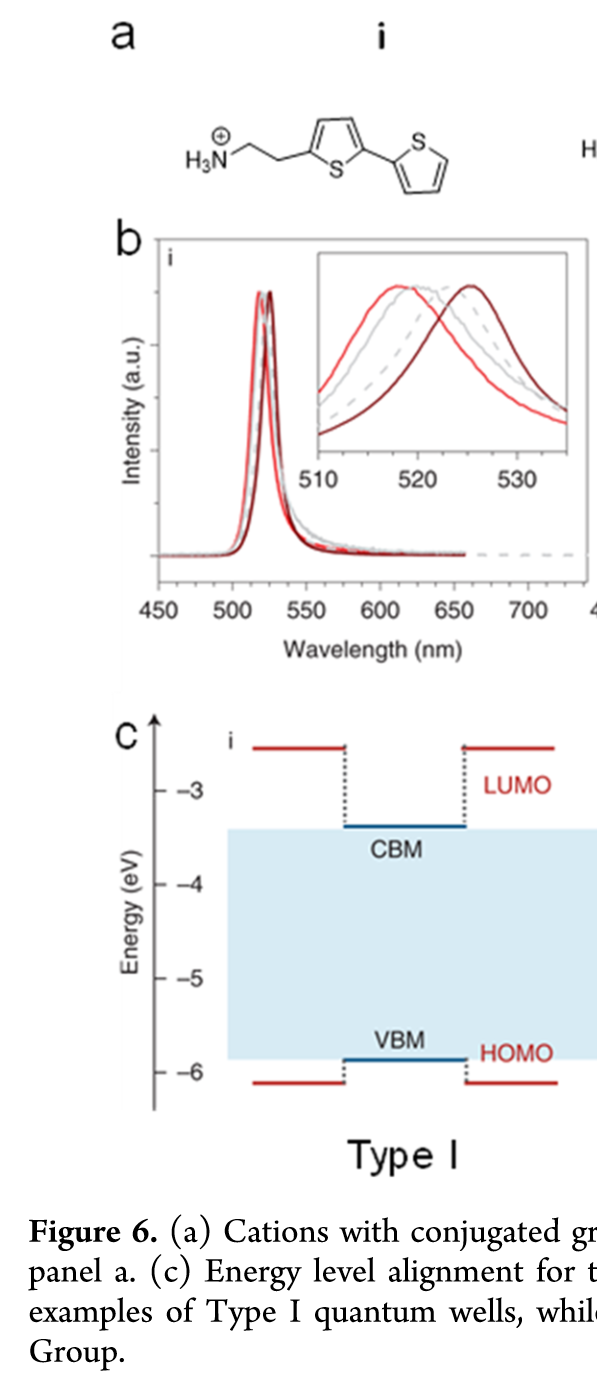 a i
H₃N⊕ S S H
b
i
Intensity (a.u.)
510 520 530
450 500 550 600 650 700 4
Wavelength (nm)
c i
Energy (eV)
−3
−4
−5
−6
LUMO
CBM
VBM
HOMO
Type I
Figure 6. (a) Cations with conjugated gr
panel a. (c) Energy level alignment for t
examples of Type I quantum wells, while
Group.